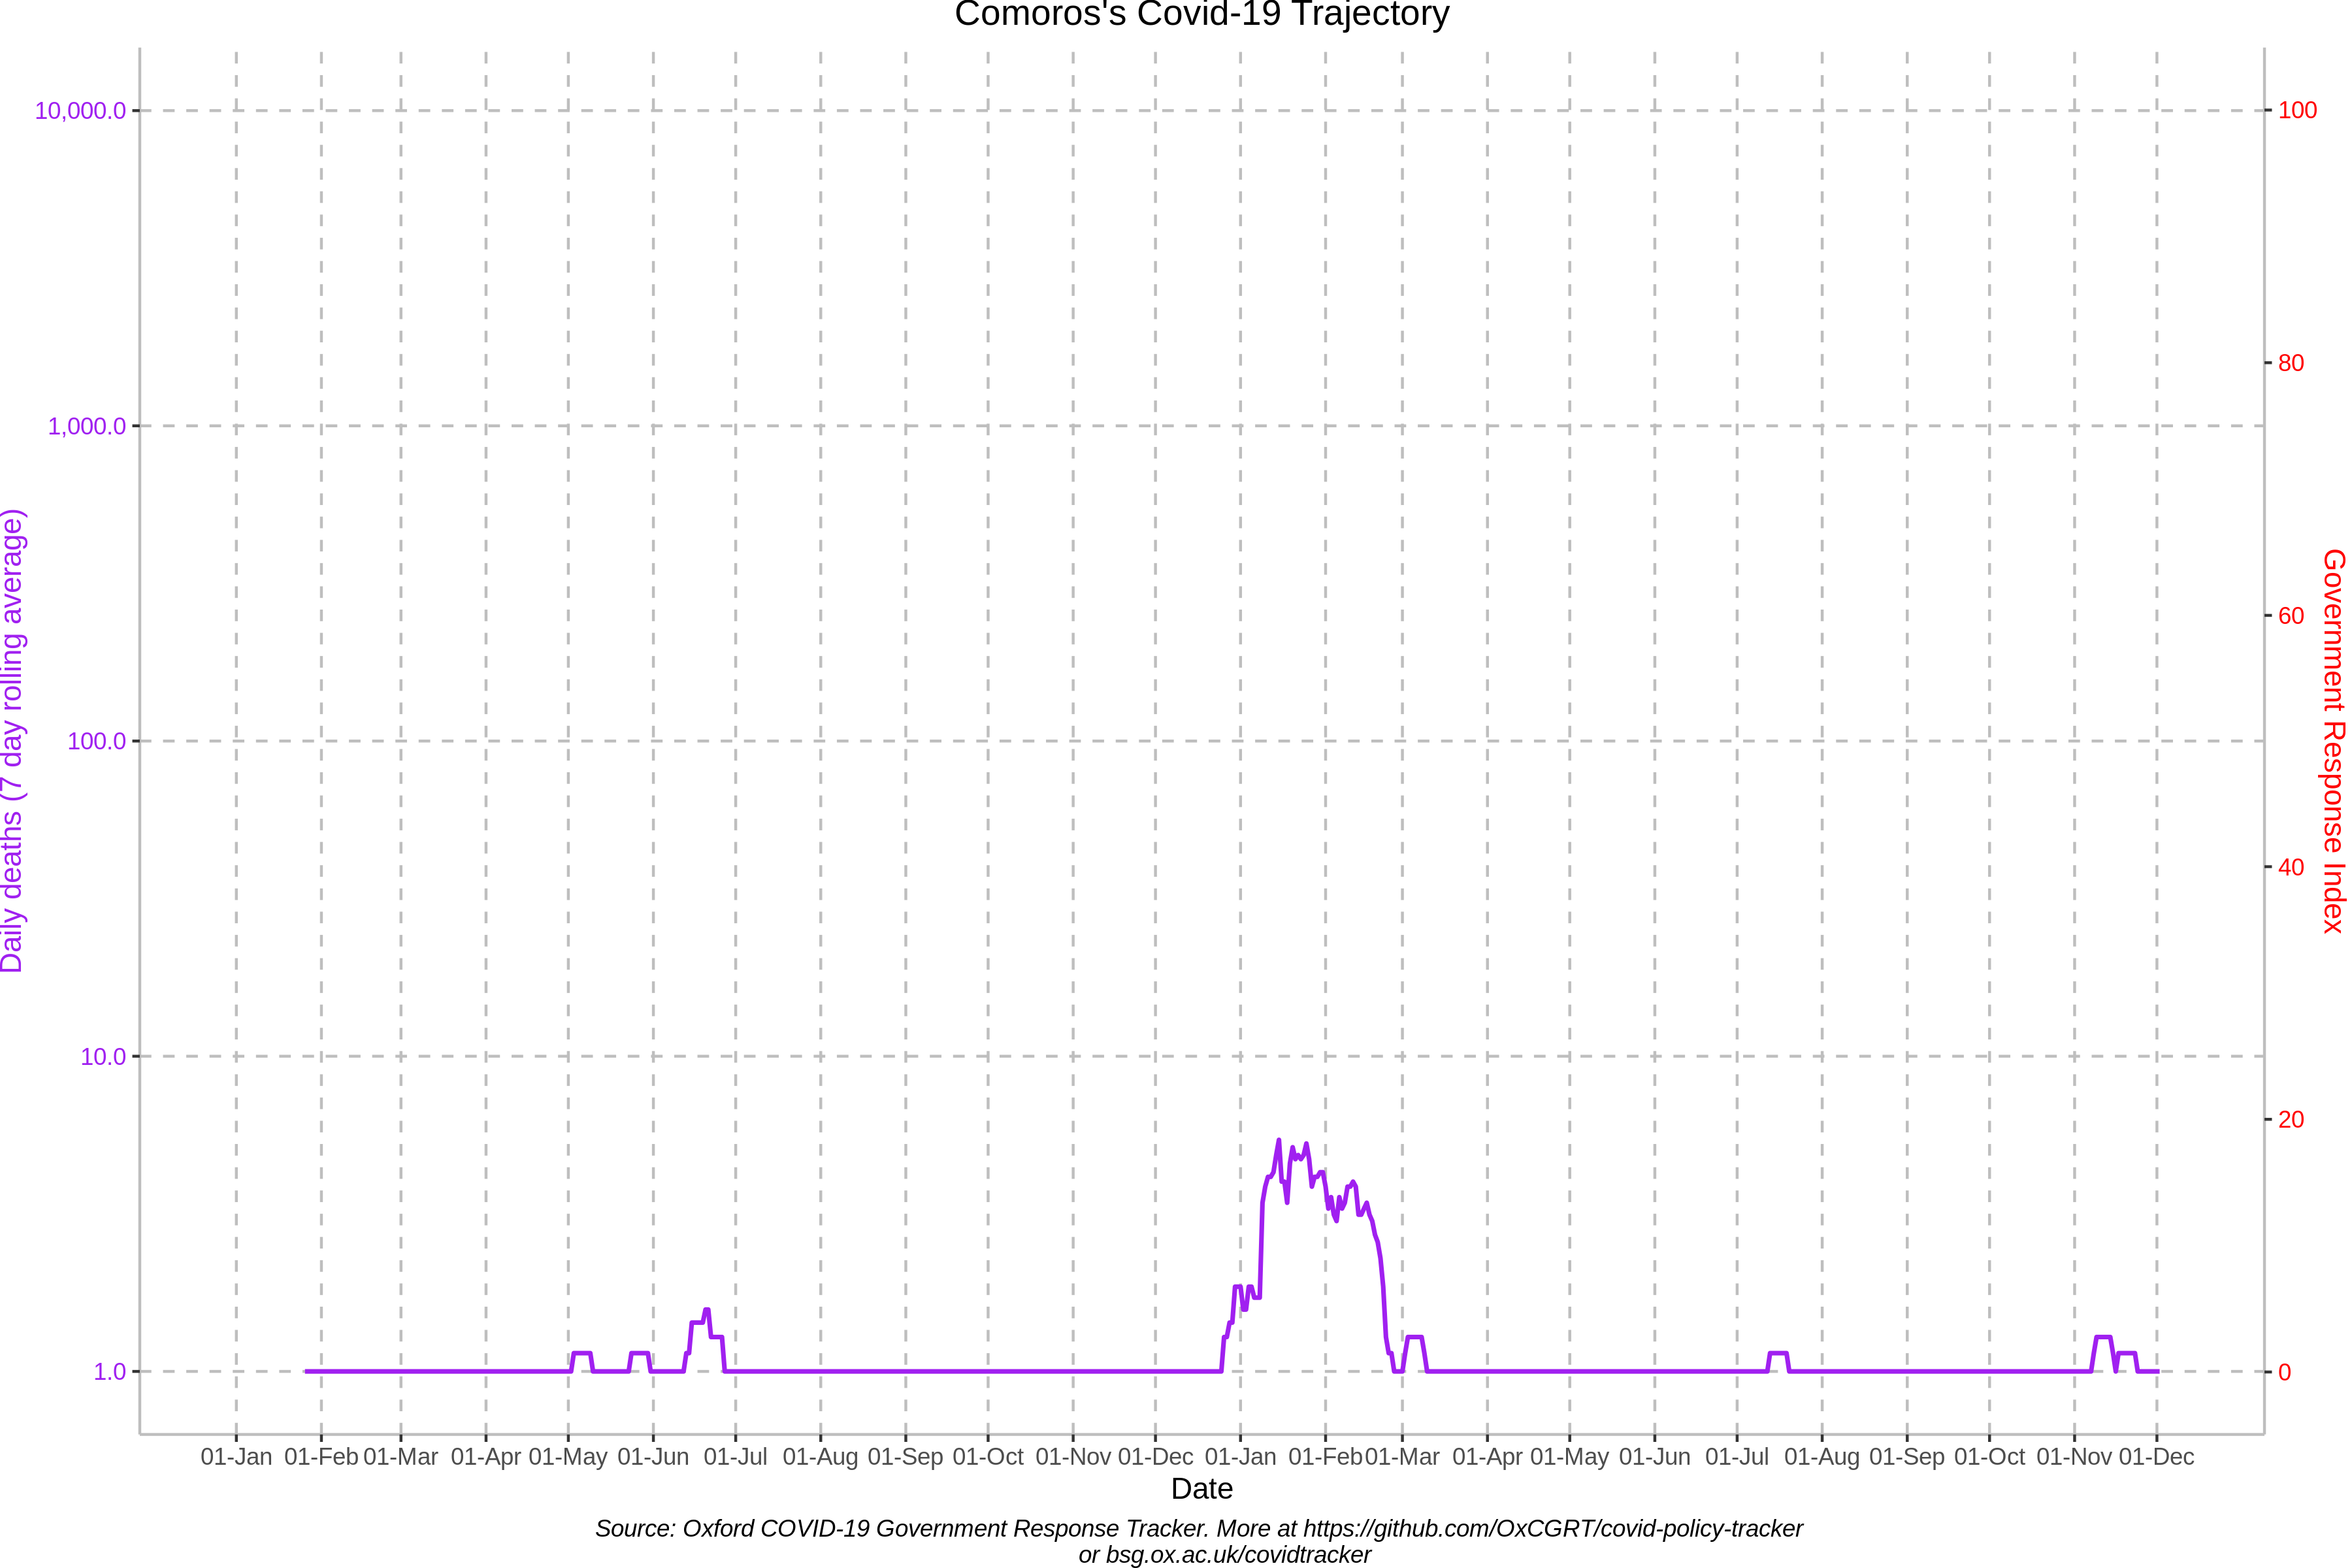 Comoros's Covid-19 Trajectory
10,000.0
1,000.0
100.0
10.0
1.0
Daily deaths (7 day rolling average)
100
80
60
40
20
0
Government Response Index
01-Jan 01-Feb 01-Mar 01-Apr 01-May 01-Jun 01-Jul 01-Aug 01-Sep 01-Oct 01-Nov 01-Dec 01-Jan 01-Feb 01-Mar 01-Apr 01-May 01-Jun 01-Jul 01-Aug 01-Sep 01-Oct 01-Nov 01-Dec
Date
Source: Oxford COVID-19 Government Response Tracker. More at https://github.com/OxCGRT/covid-policy-tracker
or bsg.ox.ac.uk/covidtracker